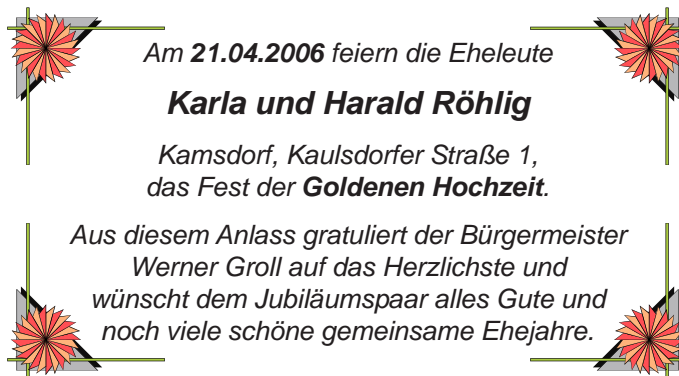 Am 21.04.2006 feiern die Eheleute
Karla und Harald Röhlig
Kamsdorf, Kaulsdorfer Straße 1,
das Fest der Goldenen Hochzeit.
Aus diesem Anlass gratuliert der Bürgermeister
Werner Groll auf das Herzlichste und
wünscht dem Jubiläumspaar alles Gute und
noch viele schöne gemeinsame Ehejahre.